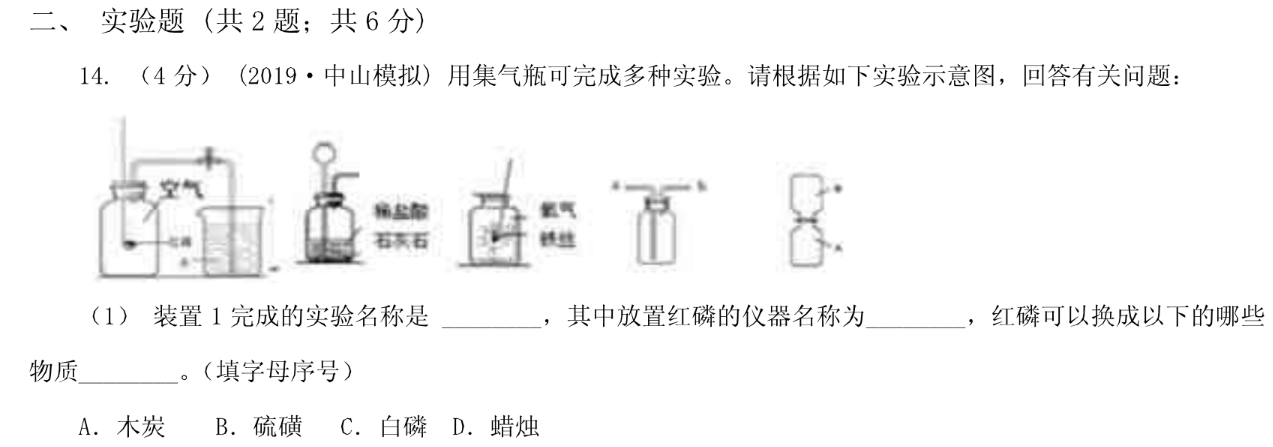 二、 实验题 (共 2 题；共 6 分)
14. （4 分） (2019·中山模拟) 用集气瓶可完成多种实验。请根据如下实验示意图，回答有关问题：
空气
稀盐酸
石灰石
氧气
铁丝
a b
（1） 装置 1 完成的实验名称是 ________，其中放置红磷的仪器名称为________，红磷可以换成以下的哪些
物质________。（填字母序号）
A．木炭 B．硫磺 C．白磷 D．蜡烛